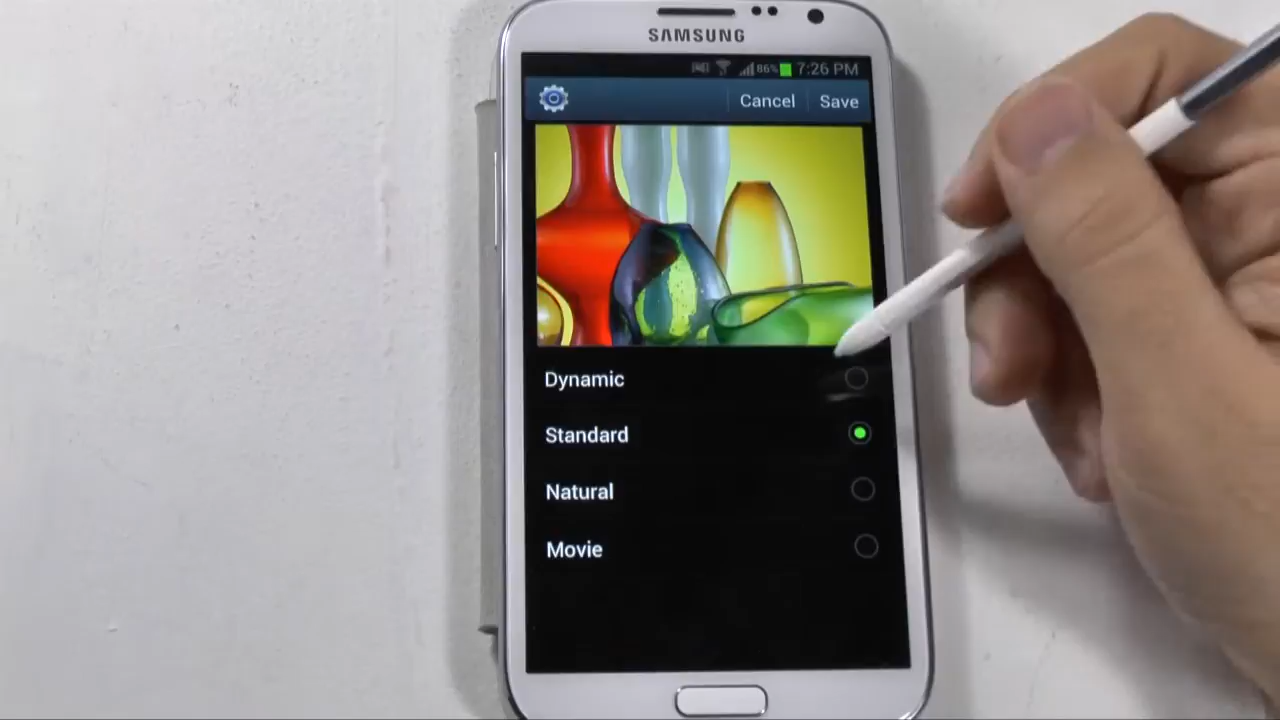 SAMSUNG
86% 7:26 PM
Cancel Save
Dynamic
Standard
Natural
Movie